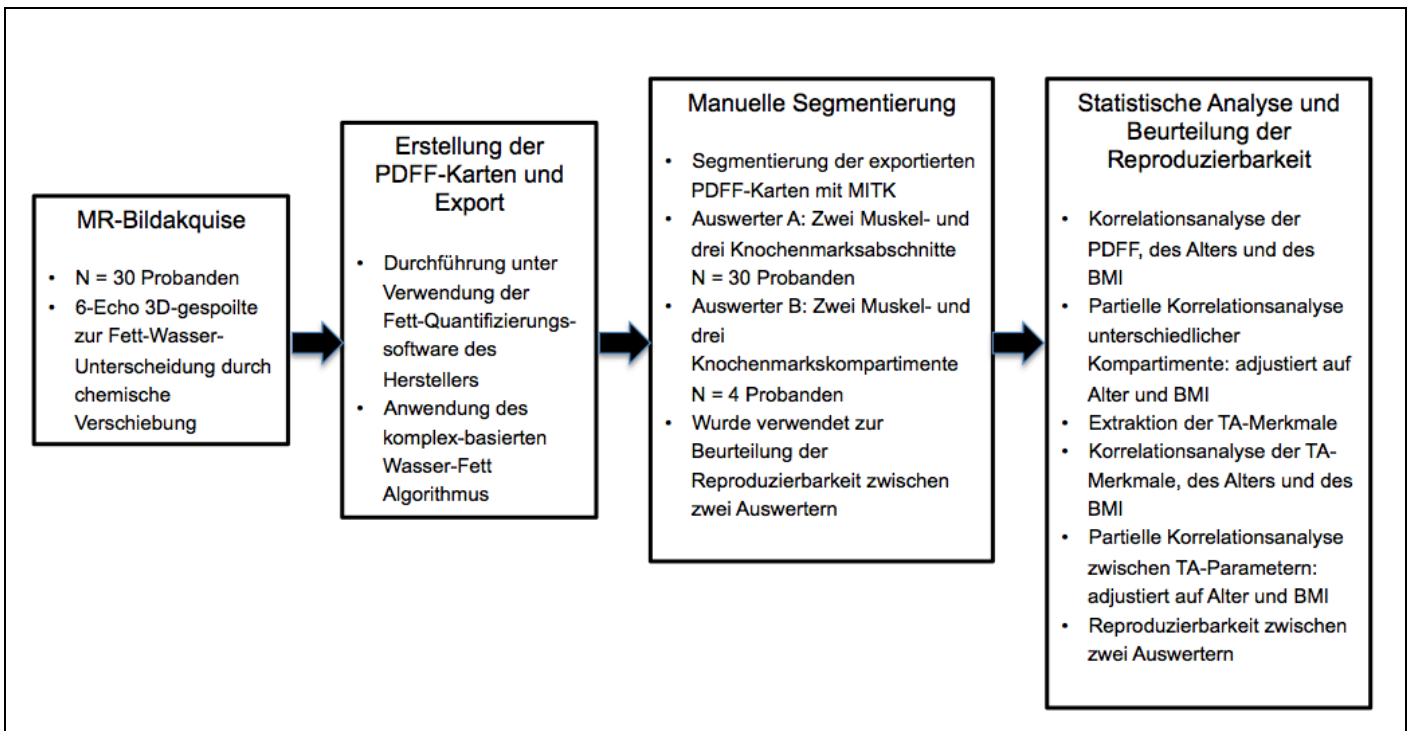 MR-Bildakquise
• N = 30 Probanden
• 6-Echo 3D-gespoilte
zur Fett-Wasser-
Unterscheidung durch
chemische
Verschiebung
Erstellung der
PDFF-Karten und
Export
• Durchführung unter
Verwendung der
Fett-Quantifizierungs-
software des
Herstellers
• Anwendung des
komplex-basierten
Wasser-Fett
Algorithmus
Manuelle Segmentierung
• Segmentierung der exportierten
PDFF-Karten mit MITK
• Auswerter A: Zwei Muskel- und
drei Knochenmarksabschnitte
N = 30 Probanden
• Auswerter B: Zwei Muskel- und
drei
Knochenmarkskompartimente
N = 4 Probanden
• Wurde verwendet zur
Beurteilung der
Reproduzierbarkeit zwischen
zwei Auswertern
Statistische Analyse und
Beurteilung der
Reproduzierbarkeit
• Korrelationsanalyse der
PDFF, des Alters und des
BMI
• Partielle Korrelationsanalyse
unterschiedlicher
Kompartimente: adjustiert auf
Alter und BMI
• Extraktion der TA-Merkmale
• Korrelationsanalyse der TA-
Merkmale, des Alters und des
BMI
• Partielle Korrelationsanalyse
zwischen TA-Parametern:
adjustiert auf Alter und BMI
• Reproduzierbarkeit zwischen
zwei Auswertern